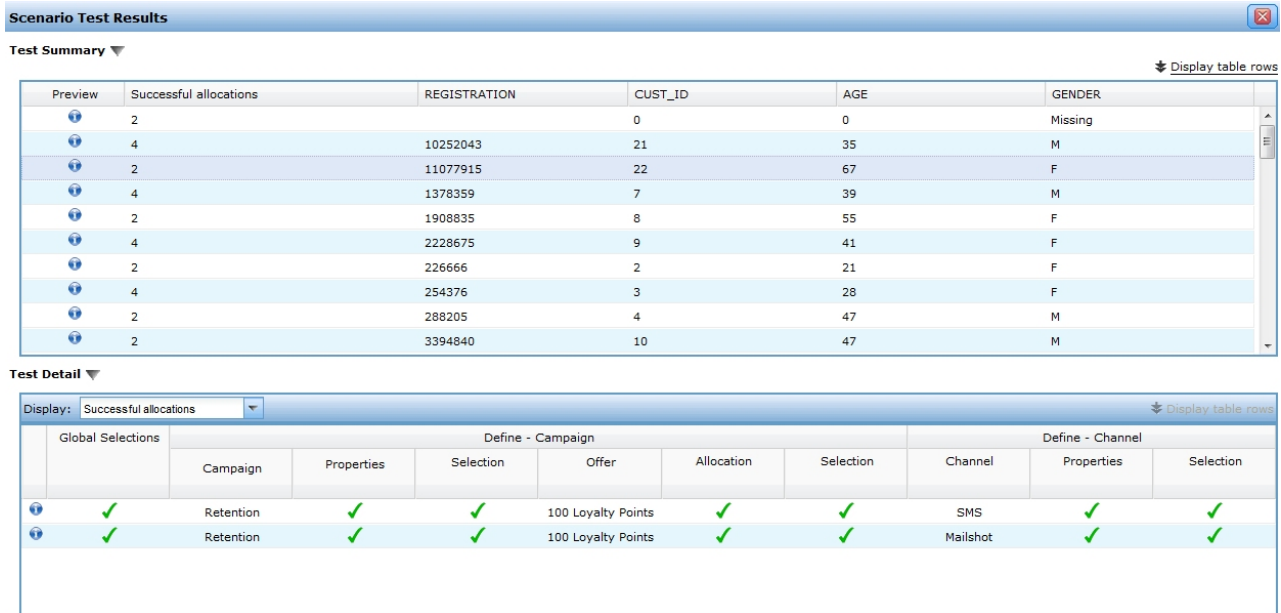 Scenario Test Results
Test Summary
Display table rows
Preview Successful allocations REGISTRATION CUST_ID AGE GENDER
2 0 0 Missing
4 10252043 21 35 M
2 11077915 22 67 F
4 1378359 7 39 M
2 1908835 8 55 F
4 2228675 9 41 F
2 226666 2 21 F
4 254376 3 28 F
2 288205 4 47 M
2 3394840 10 47 M
Test Detail
Display: Successful allocations Display table rows
Global Selections Define - Campaign Define - Channel
Campaign Properties Selection Offer Allocation Selection Channel Properties Selection
Retention 100 Loyalty Points SMS
Retention 100 Loyalty Points Mailshot